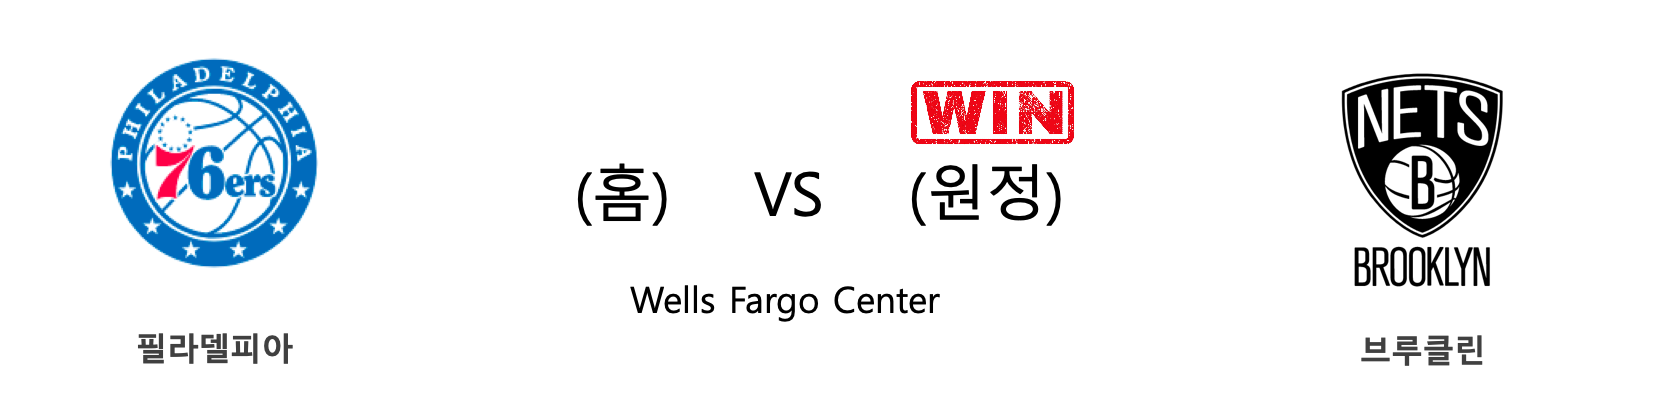 PHILADELPHIA
76ers
WIN
(홈) VS (원정)
Wells Fargo Center
필라델피아
NETS
B
BROOKLYN
브루클린